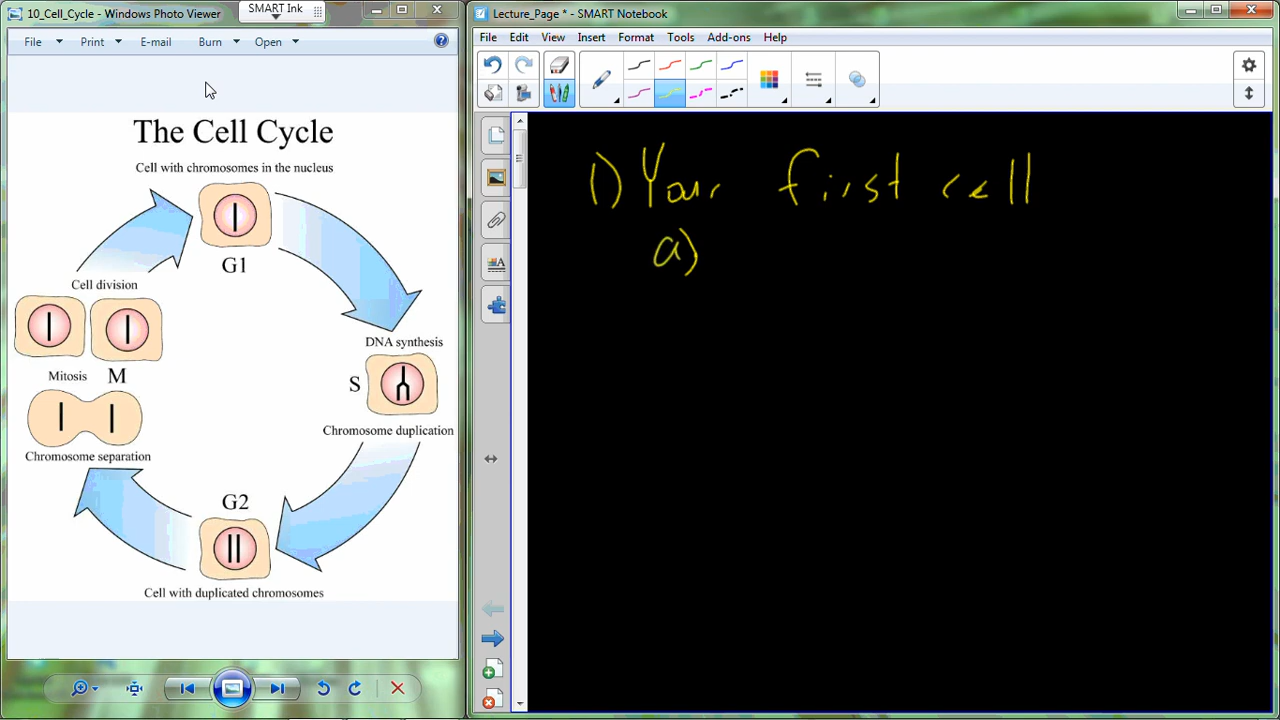 10_Cell_Cycle - Windows Photo Viewer
SMART Ink
File Print E-mail Burn Open
The Cell Cycle
Cell with chromosomes in the nucleus
G1
Cell division
DNA synthesis
S
Mitosis M
Chromosome duplication
Chromosome separation
G2
Cell with duplicated chromosomes
Lecture_Page * - SMART Notebook
File Edit View Insert Format Tools Add-ons Help
1) Your first cell
a)